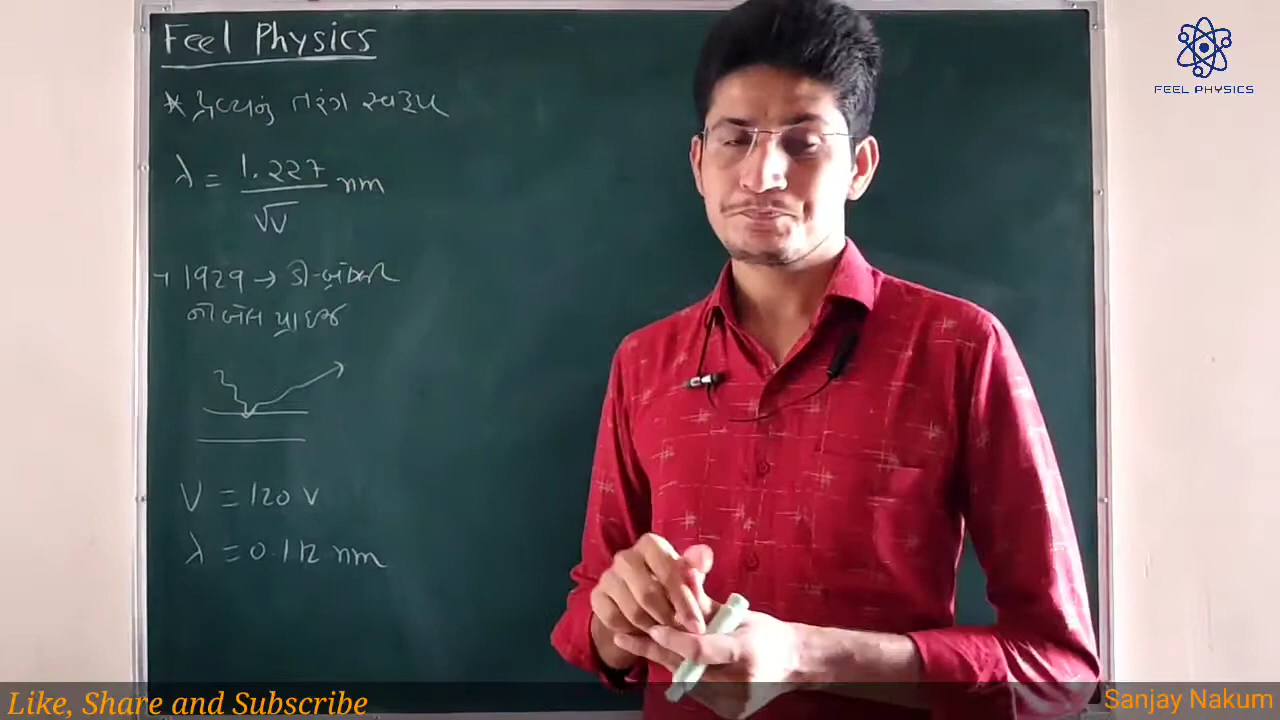 Feel Physics
* દ્રવ્યનું તરંગ સ્વરૂપ
λ = 1.227 / √V nm
→ 1929 → ડી-બ્રોગ્લી
નોબેલ પ્રાઈઝ
V = 120 V
λ = 0.112 nm
FEEL PHYSICS
Like, Share and Subscribe
Sanjay Nakum